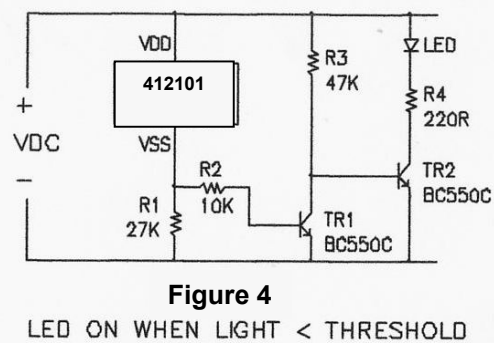 VDD
LED
412101
R3
47K
R4
220R
+
VDC
−
VSS
R2
10K
R1
27K
TR1
BC550C
TR2
BC550C
Figure 4
LED ON WHEN LIGHT < THRESHOLD